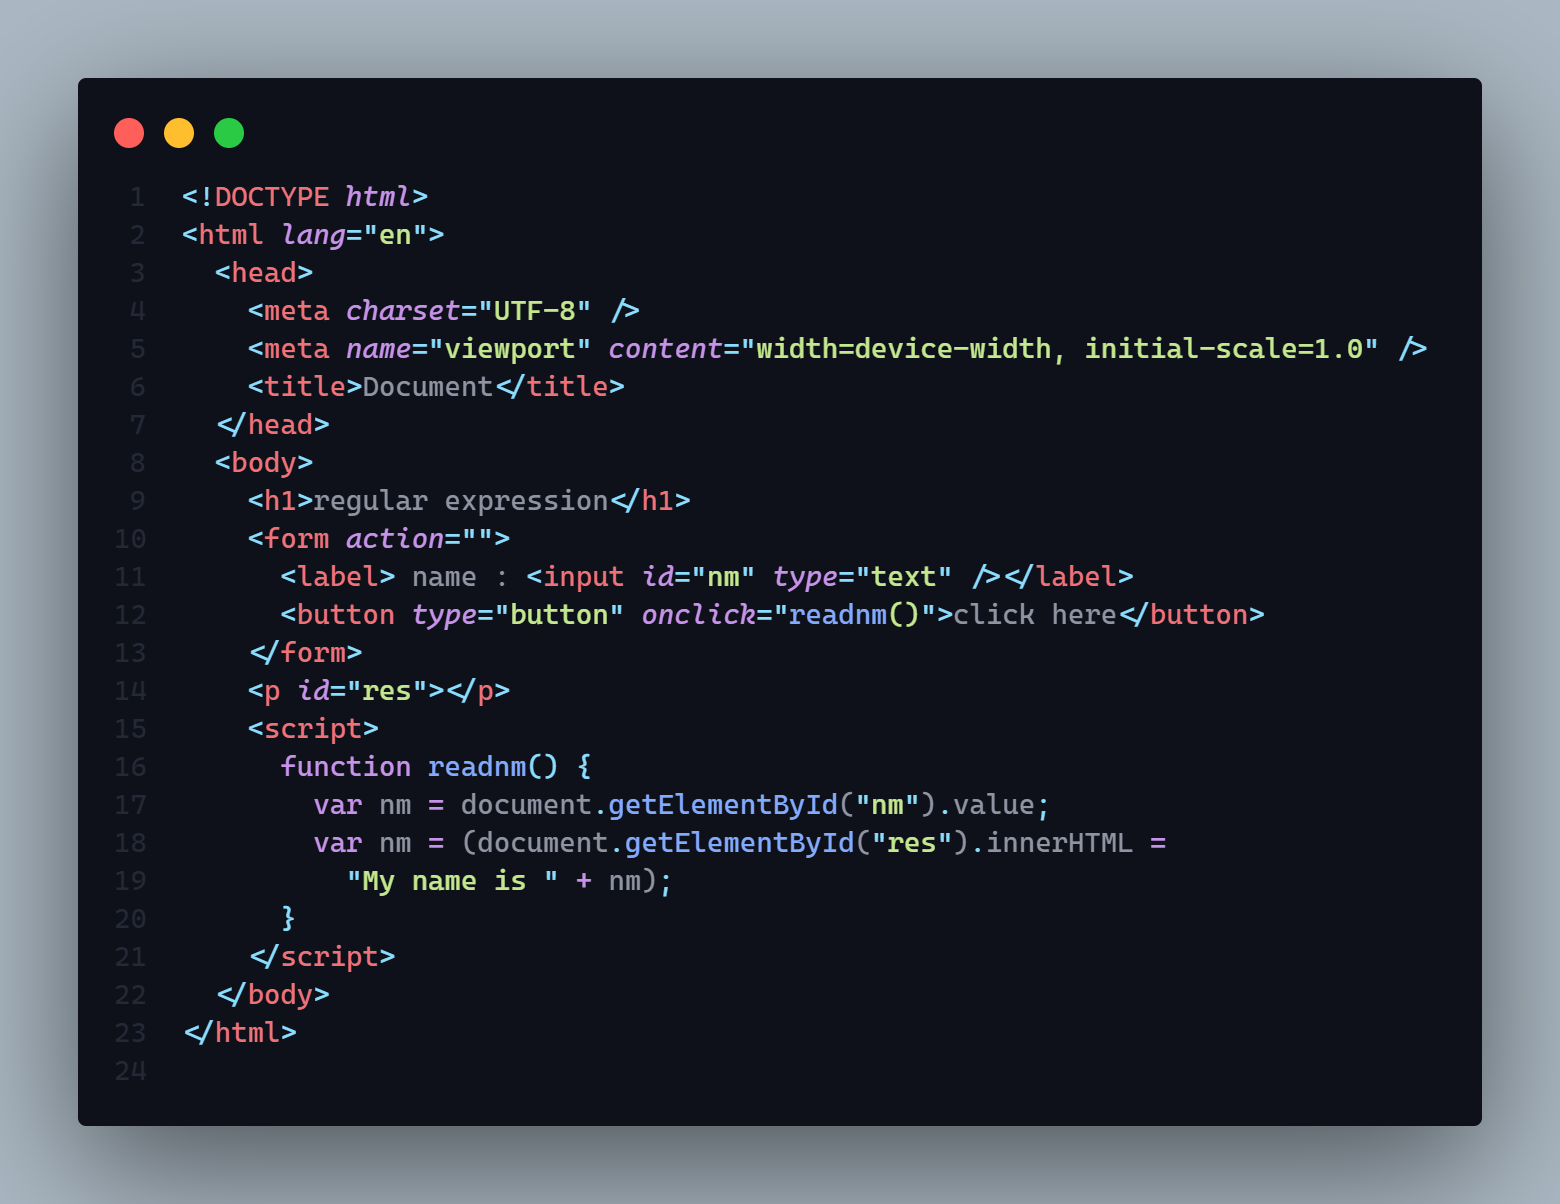 1 <!DOCTYPE html>
2 <html lang="en">
3   <head>
4     <meta charset="UTF-8" />
5     <meta name="viewport" content="width=device-width, initial-scale=1.0" />
6     <title>Document</title>
7   </head>
8   <body>
9     <h1>regular expression</h1>
10     <form action="">
11       <label> name : <input id="nm" type="text" /></label>
12       <button type="button" onclick="readnm()">click here</button>
13     </form>
14     <p id="res"></p>
15     <script>
16       function readnm() {
17         var nm = document.getElementById("nm").value;
18         var nm = (document.getElementById("res").innerHTML =
19           "My name is " + nm);
20       }
21     </script>
22   </body>
23 </html>
24